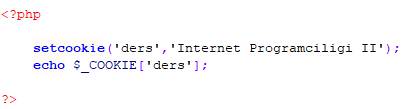 <?php
setcookie('ders','Internet Programciligi II');
echo $_COOKIE['ders'];
?>